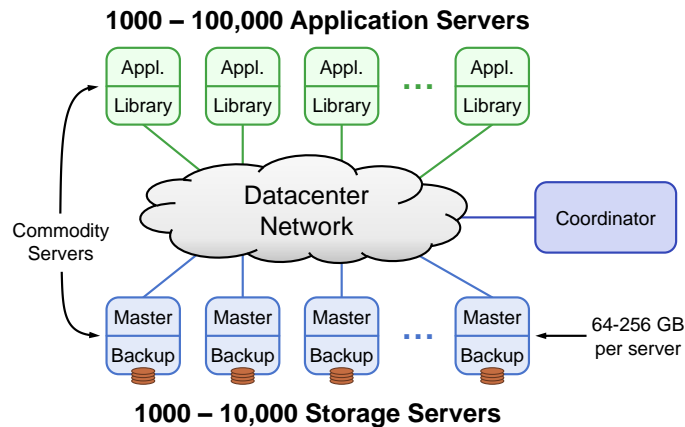 1000 – 100,000 Application Servers
Appl.
Library
Appl.
Library
Appl.
Library
...
Appl.
Library
Commodity
Servers
Datacenter
Network
Coordinator
Master
Backup
Master
Backup
Master
Backup
...
Master
Backup
64-256 GB
per server
1000 – 10,000 Storage Servers